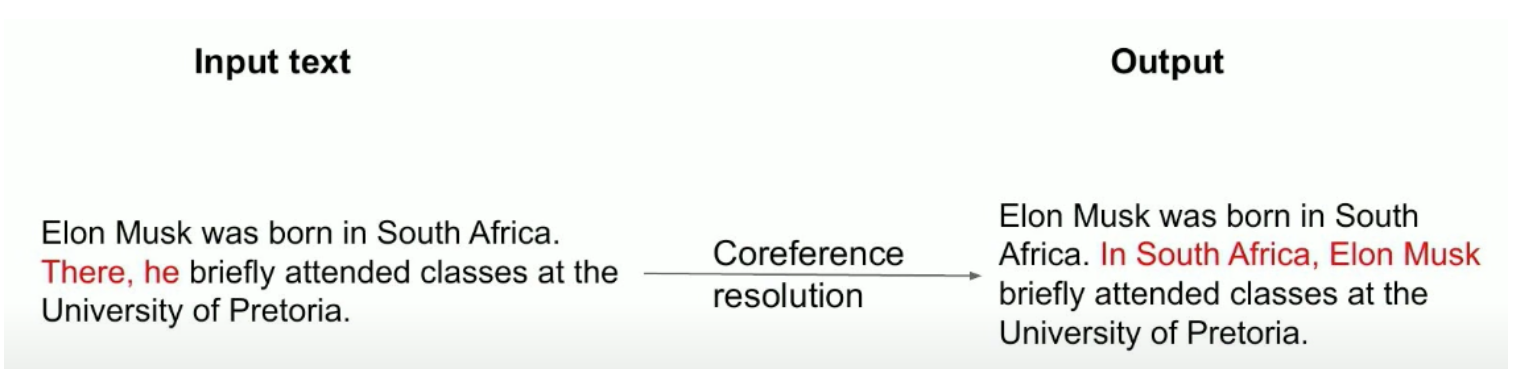 Input text
Output
Elon Musk was born in South Africa.
There, he briefly attended classes at the
University of Pretoria.
Coreference
resolution
Elon Musk was born in South
Africa. In South Africa, Elon Musk
briefly attended classes at the
University of Pretoria.